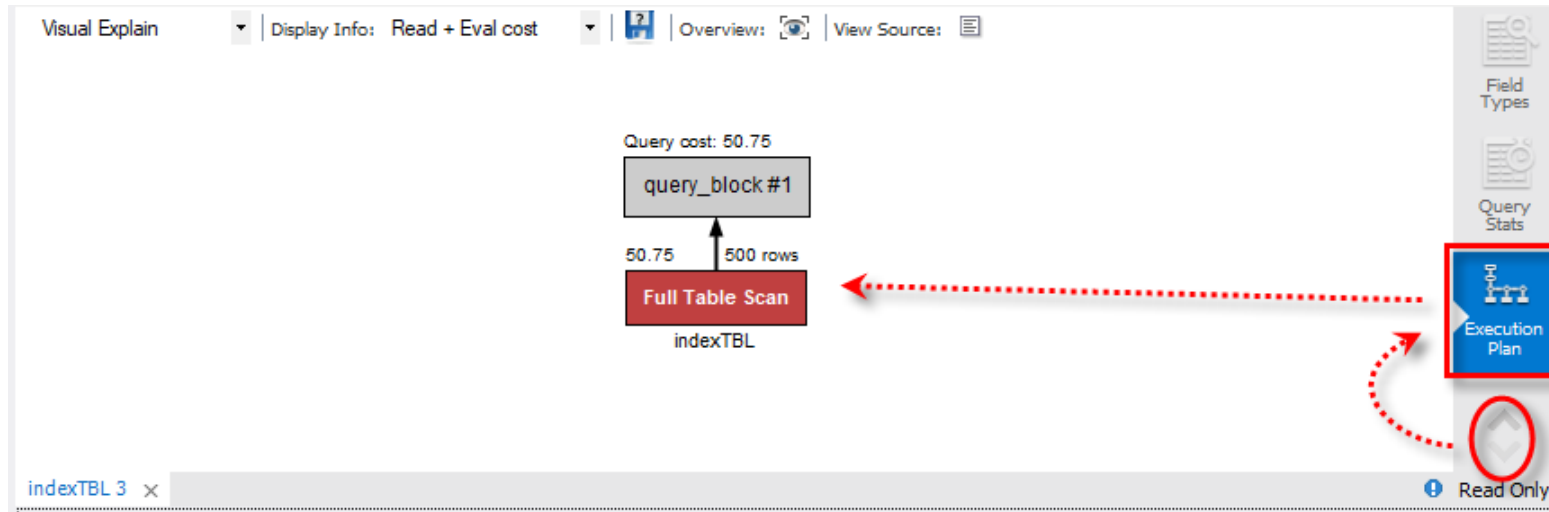 Visual Explain Display Info: Read + Eval cost Overview: View Source:
Field
Types
Query cost: 50.75
query_block #1
Query
Stats
50.75 500 rows
Full Table Scan
indexTBL
Execution
Plan
indexTBL 3 Read Only